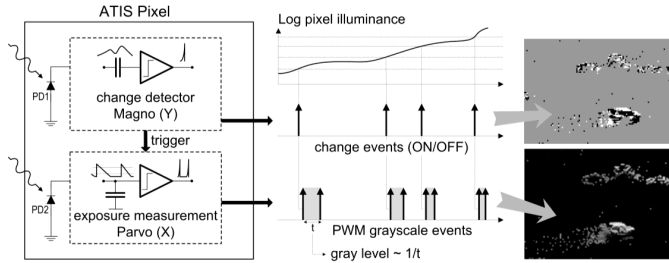 ATIS Pixel
PD1
change detector
Magno (Y)
trigger
PD2
exposure measurement
Parvo (X)
Log pixel illuminance
change events (ON/OFF)
t
PWM grayscale events
gray level ~ 1/t